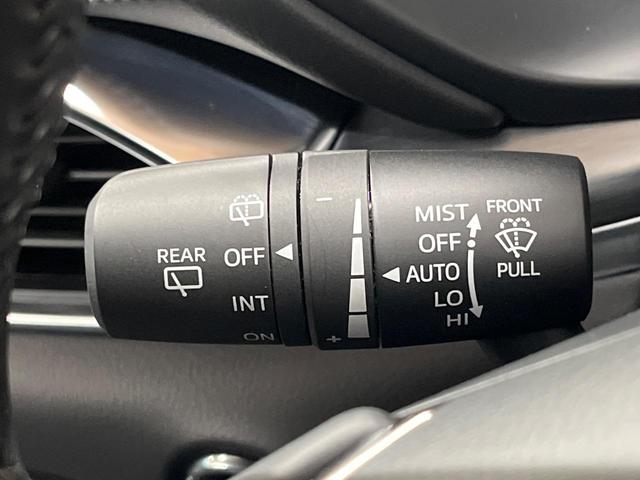 REAR
OFF
INT
ON
−
+
MIST
OFF
AUTO
LO
HI
FRONT
PULL